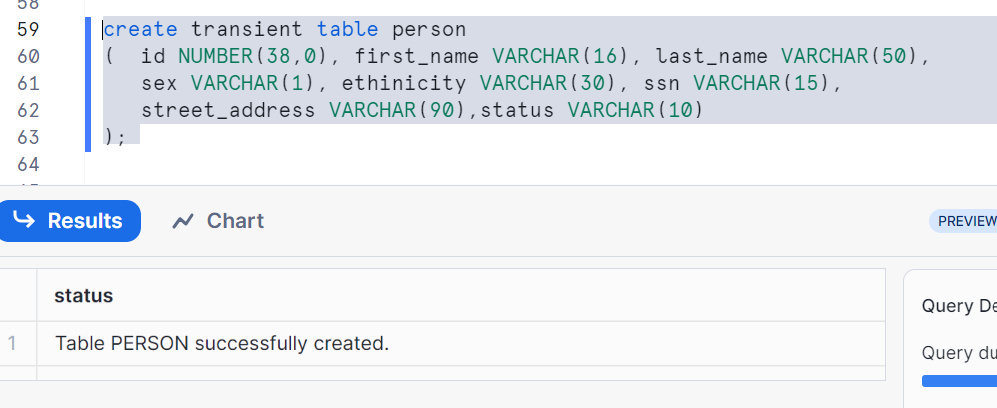 58
59 create transient table person
60 (  id NUMBER(38,0), first_name VARCHAR(16), last_name VARCHAR(50),
61 sex VARCHAR(1), ethinicity VARCHAR(30), ssn VARCHAR(15),
62 street_address VARCHAR(90),status VARCHAR(10)
63 );
64
Results Chart PREVIEW
status
1 Table PERSON successfully created.
Query De
Query du